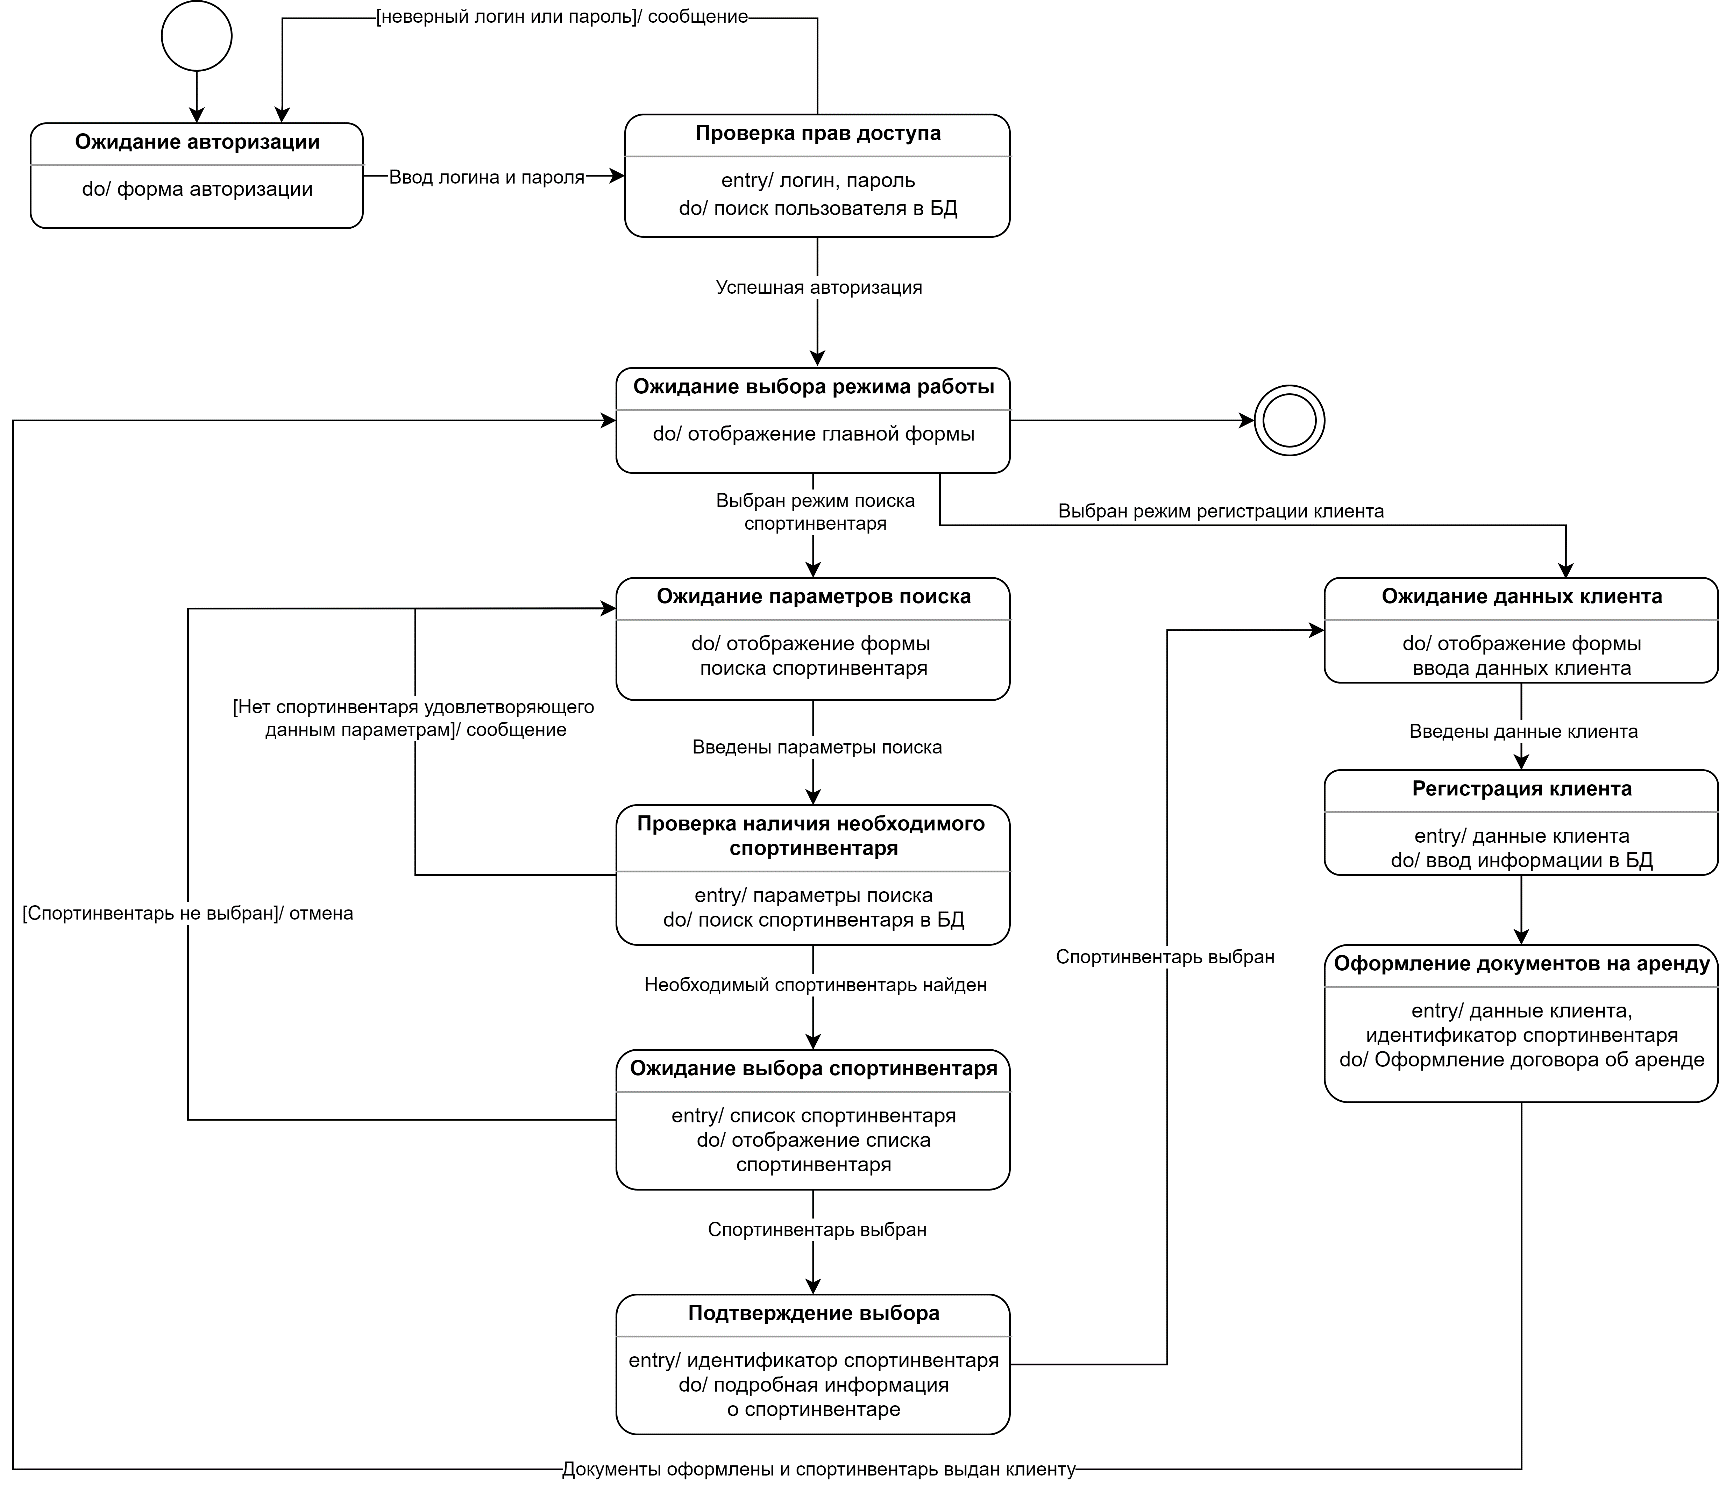 [неверный логин или пароль]/ сообщение
Ожидание авторизации
do/ форма авторизации
Ввод логина и пароля
Проверка прав доступа
entry/ логин, пароль
do/ поиск пользователя в БД
Успешная авторизация
Ожидание выбора режима работы
do/ отображение главной формы
Выбран режим поиска
спортинвентаря
Выбран режим регистрации клиента
Ожидание параметров поиска
do/ отображение формы
поиска спортинвентаря
Ожидание данных клиента
do/ отображение формы
ввода данных клиента
[Нет спортинвентаря удовлетворяющего
данным параметрам]/ сообщение
Введены параметры поиска
Введены данные клиента
Проверка наличия необходимого
спортинвентаря
entry/ параметры поиска
do/ поиск спортинвентаря в БД
Регистрация клиента
entry/ данные клиента
do/ ввод информации в БД
[Спортинвентарь не выбран]/ отмена
Необходимый спортинвентарь найден
Спортинвентарь выбран
Оформление документов на аренду
entry/ данные клиента,
идентификатор спортинвентаря
do/ Оформление договора об аренде
Ожидание выбора спортинвентаря
entry/ список спортинвентаря
do/ отображение списка
спортинвентаря
Спортинвентарь выбран
Подтверждение выбора
entry/ идентификатор спортинвентаря
do/ подробная информация
о спортинвентаре
Документы оформлены и спортинвентарь выдан клиенту